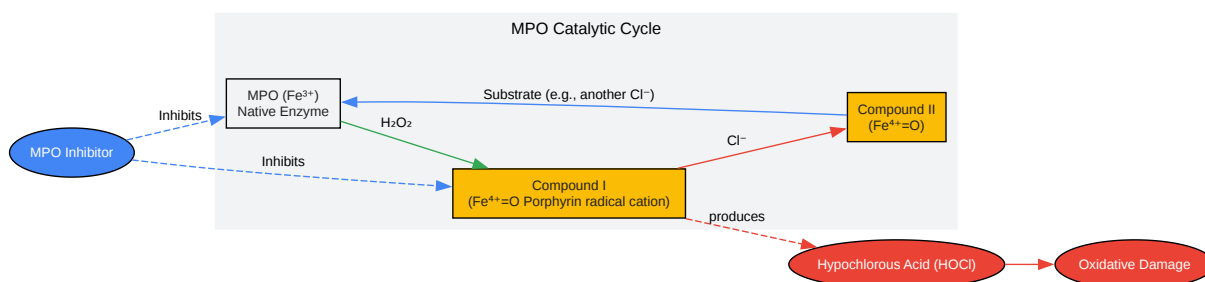 MPO Catalytic Cycle
MPO (Fe³⁺)
Native Enzyme
Substrate (e.g., another Cl⁻)
Compound II
(Fe⁴⁺=O)
Inhibits
H₂O₂
Cl⁻
MPO Inhibitor
Inhibits
Compound I
(Fe⁴⁺=O Porphyrin radical cation)
produces
Hypochlorous Acid (HOCl)
Oxidative Damage